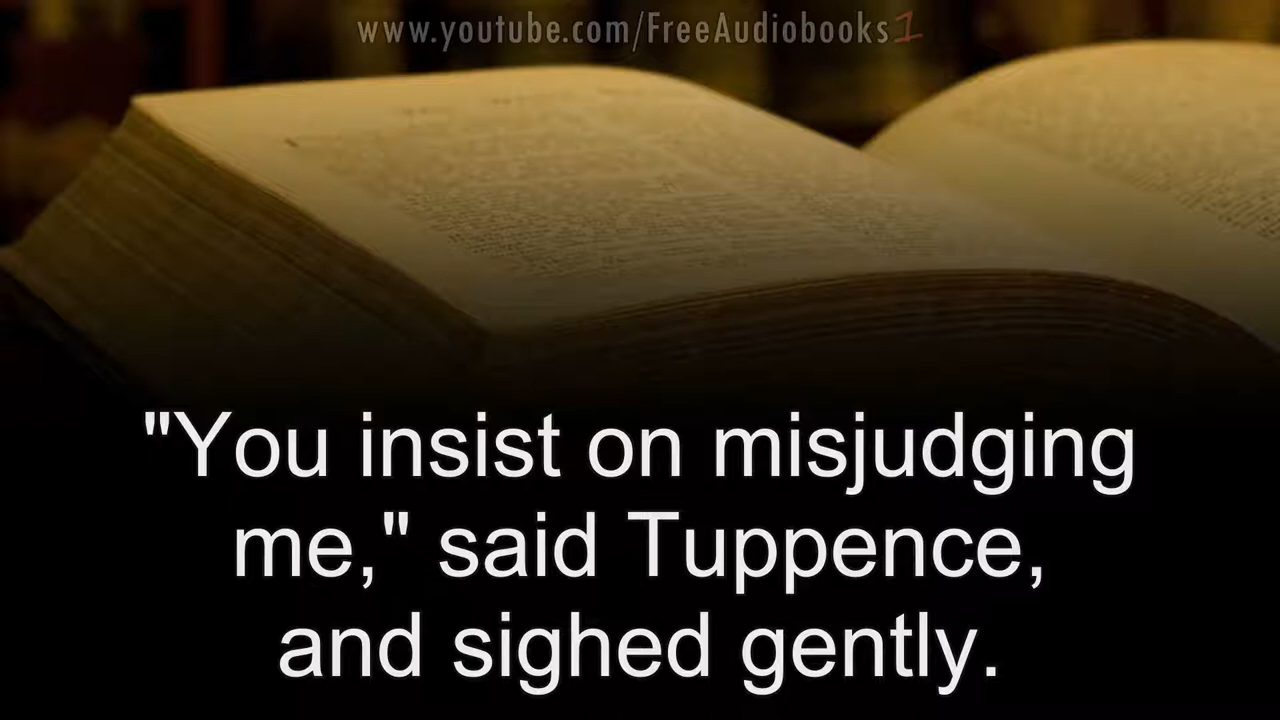 www.youtube.com/FreeAudiobooks1
"You insist on misjudging
me," said Tuppence,
and sighed gently.